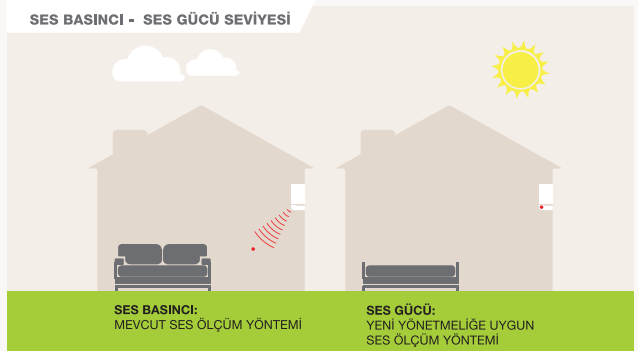 SES BASINCI - SES GÜCÜ SEVİYESİ
SES BASINCI:
MEVCUT SES ÖLÇÜM YÖNTEMİ
SES GÜCÜ:
YENİ YÖNETMELİĞE UYGUN
SES ÖLÇÜM YÖNTEMİ